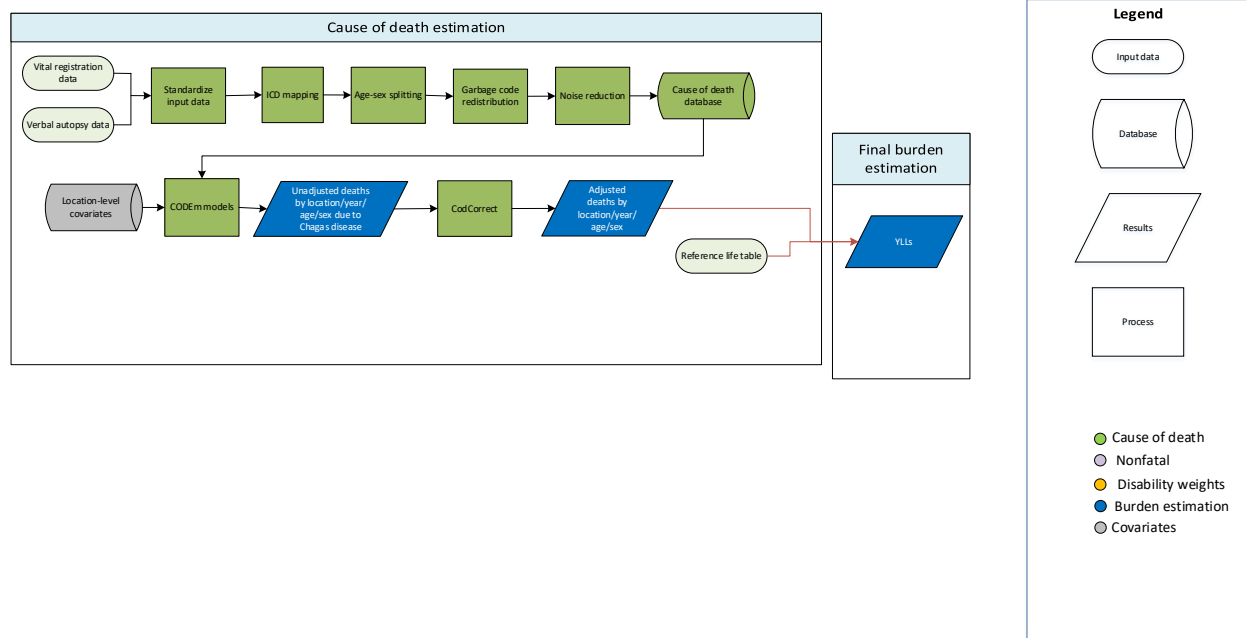 Cause of death estimation
Vital registration
data
Verbal autopsy data
Standardize
input data
ICD mapping
Age-sex splitting
Garbage code
redistribution
Noise reduction
Cause of death
database
Location-level
covariates
CODEm models
Unadjusted deaths
by location/year/
age/sex due to
Chagas disease
CodCorrect
Adjusted
deaths by
location/year/
age/sex
Reference life table
Final burden
estimation
YLLs
Legend
Input data
Database
Results
Process
Cause of death
Nonfatal
Disability weights
Burden estimation
Covariates